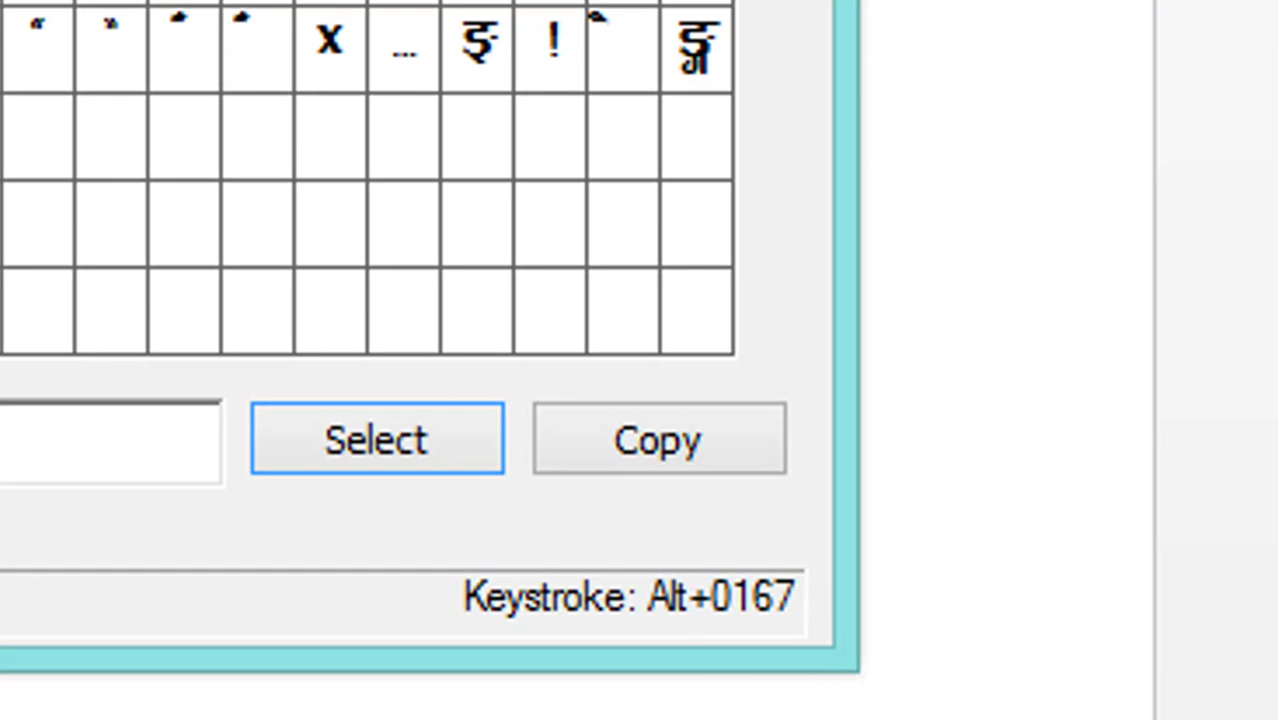 x ... ङ ! ङ्ग
Select Copy
Keystroke: Alt+0167